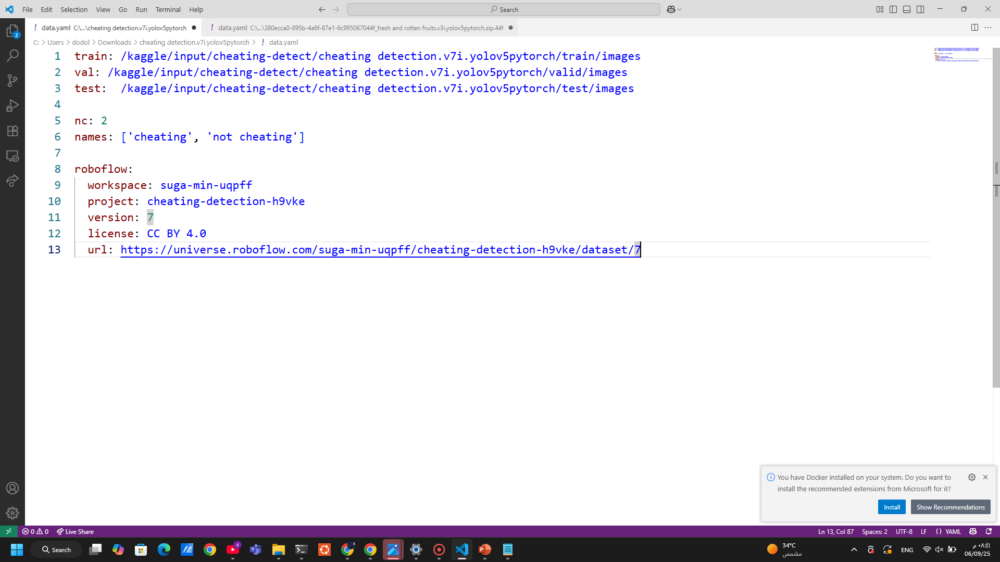 File Edit Selection View Go Run Terminal Help
Search
data.yaml C:\...\cheating detection.v7i.yolov5pytorch
data.yaml C:\...\380ecca0-895b-4a6f-87e1-6c995067044f_fresh and rotten fruits.v3i.yolov5pytorch.zip.44f
C: > Users > dodol > Downloads > cheating detection.v7i.yolov5pytorch > ! data.yaml
1 train: /kaggle/input/cheating-detect/cheating detection.v7i.yolov5pytorch/train/images
2 val: /kaggle/input/cheating-detect/cheating detection.v7i.yolov5pytorch/valid/images
3 test:  /kaggle/input/cheating-detect/cheating detection.v7i.yolov5pytorch/test/images
4
5 nc: 2
6 names: ['cheating', 'not cheating']
7
8 roboflow:
9   workspace: suga-min-uqpff
10   project: cheating-detection-h9vke
11   version: 7
12   license: CC BY 4.0
13   url: https://universe.roboflow.com/suga-min-uqpff/cheating-detection-h9vke/dataset/7
2
You have Docker installed on your system. Do you want to
install the recommended extensions from Microsoft for it?
Install
Show Recommendations
0 0 Live Share
Ln 13, Col 87 Spaces: 2 UTF-8 LF {} YAML
Search
d
34°C
مشمس
ENG
٠٨:٤١ م
06/09/25